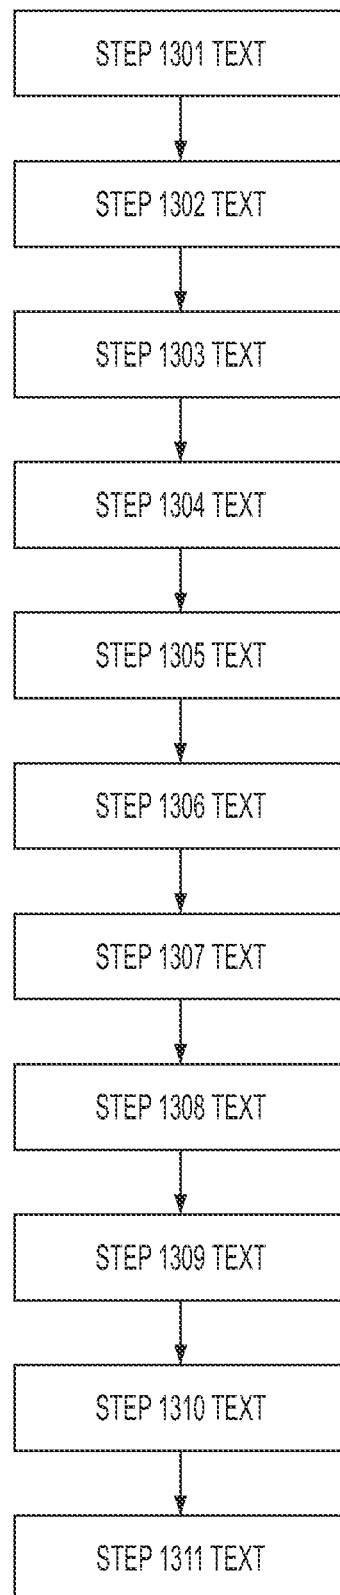 STEP 1301 TEXT
STEP 1302 TEXT
STEP 1303 TEXT
STEP 1304 TEXT
STEP 1305 TEXT
STEP 1306 TEXT
STEP 1307 TEXT
STEP 1308 TEXT
STEP 1309 TEXT
STEP 1310 TEXT
STEP 1311 TEXT